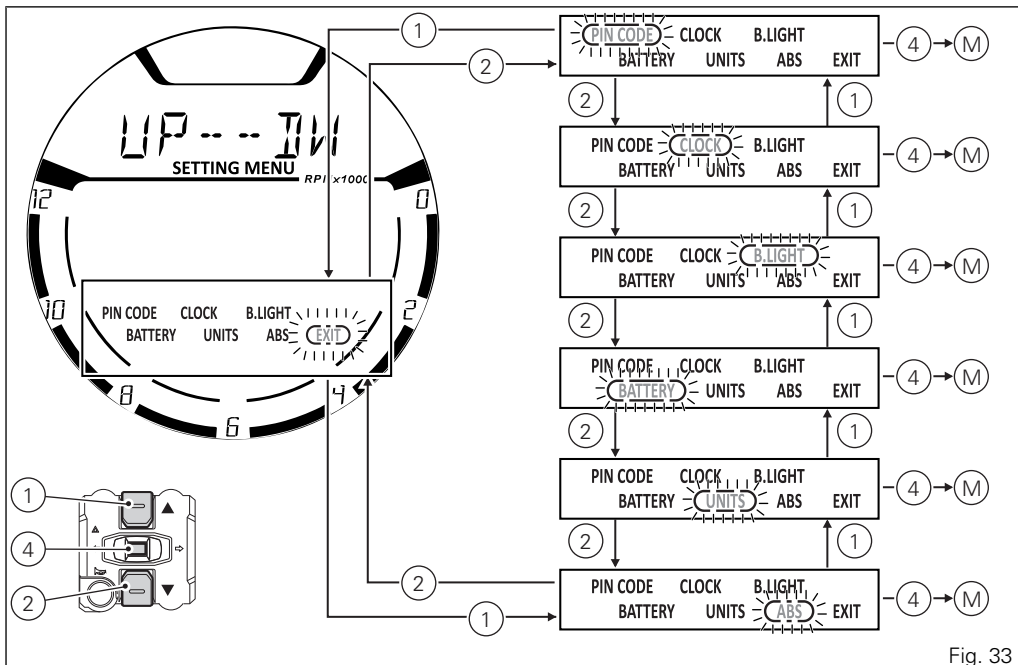 UP---DW
SETTING MENU
RPMx1000
12
0
10
2
8
4
6
PIN CODE CLOCK B.LIGHT
BATTERY UNITS ABS EXIT
1
2
1
4
2
PIN CODE CLOCK B.LIGHT
BATTERY UNITS ABS EXIT
4 M
2
1
PIN CODE CLOCK B.LIGHT
BATTERY UNITS ABS EXIT
4 M
2
1
PIN CODE CLOCK B.LIGHT
BATTERY UNITS ABS EXIT
4 M
2
1
PIN CODE CLOCK B.LIGHT
BATTERY UNITS ABS EXIT
4 M
2
1
PIN CODE CLOCK B.LIGHT
BATTERY UNITS ABS EXIT
4 M
2
1
PIN CODE CLOCK B.LIGHT
BATTERY UNITS ABS EXIT
4 M
2
1
Fig. 33